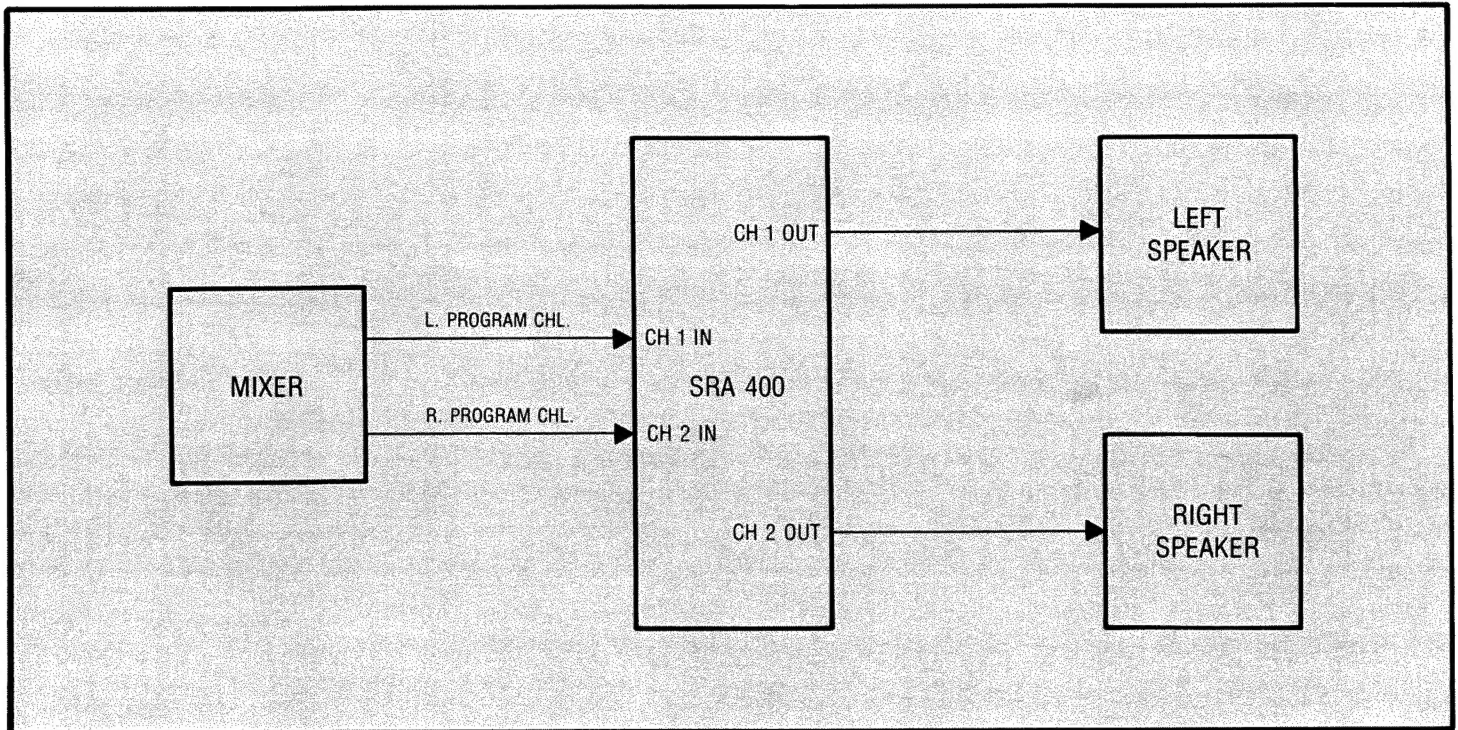 MIXER
L. PROGRAM CHL.
R. PROGRAM CHL.
CH 1 IN
SRA 400
CH 2 IN
CH 1 OUT
CH 2 OUT
LEFT
SPEAKER
RIGHT
SPEAKER